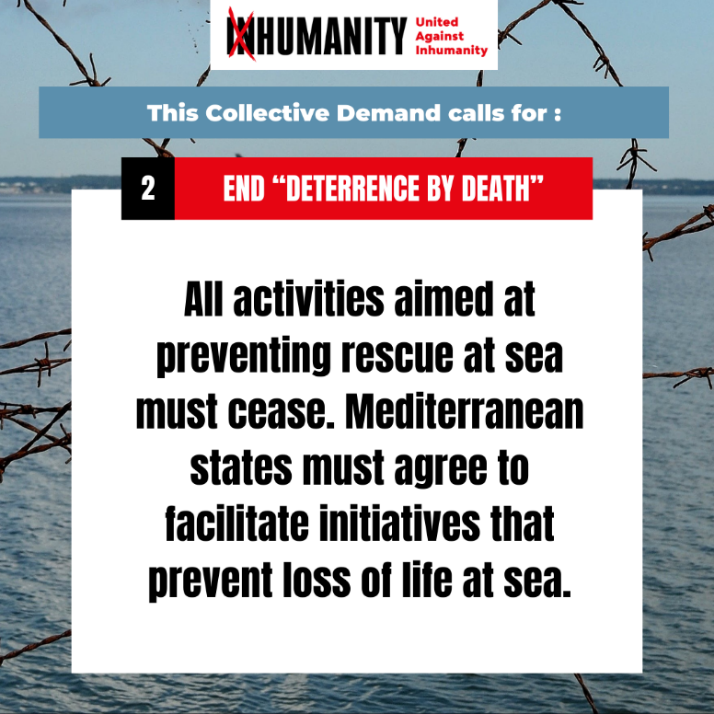 INHUMANITY
United
Against
Inhumanity
This Collective Demand calls for :
2
END “DETERRENCE BY DEATH”
All activities aimed at
preventing rescue at sea
must cease. Mediterranean
states must agree to
facilitate initiatives that
prevent loss of life at sea.